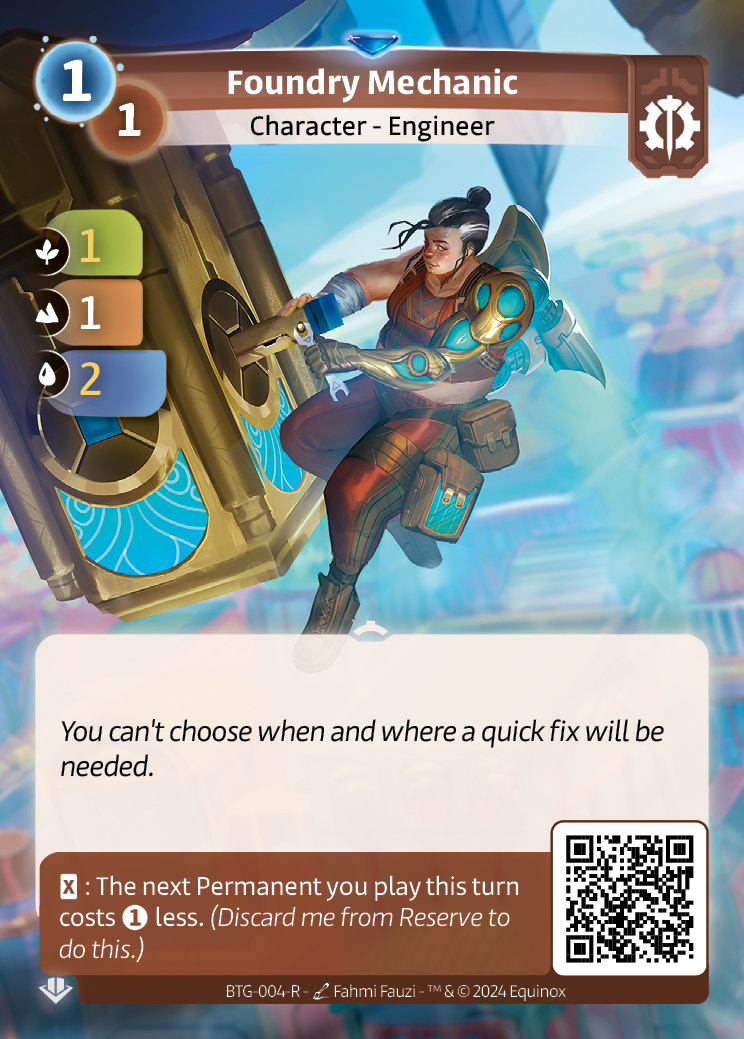 1
Foundry Mechanic
1
Character - Engineer
1
1
2
You can't choose when and where a quick fix will be
needed.
X : The next Permanent you play this turn
costs 1 less. (Discard me from Reserve to
do this.)
BTG-004-R - Fahmi Fauzi - ™ & © 2024 Equinox